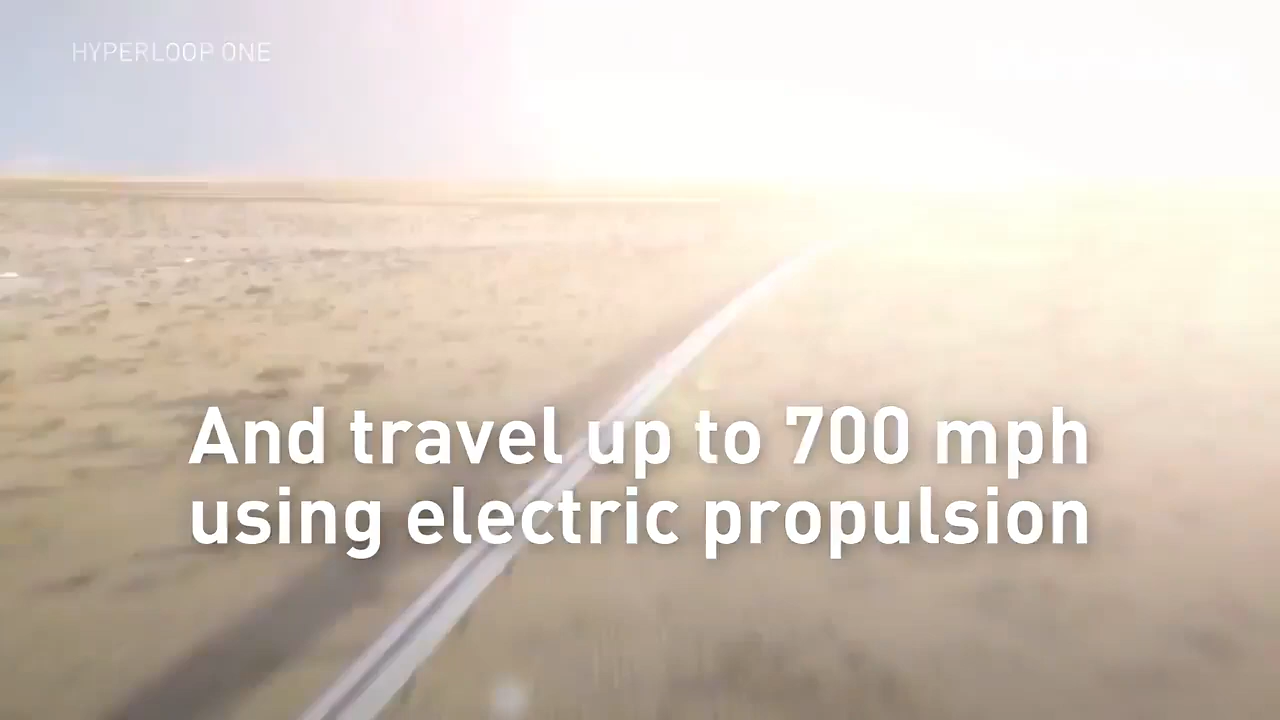 HYPERLOOP ONE
And travel up to 700 mph
using electric propulsion